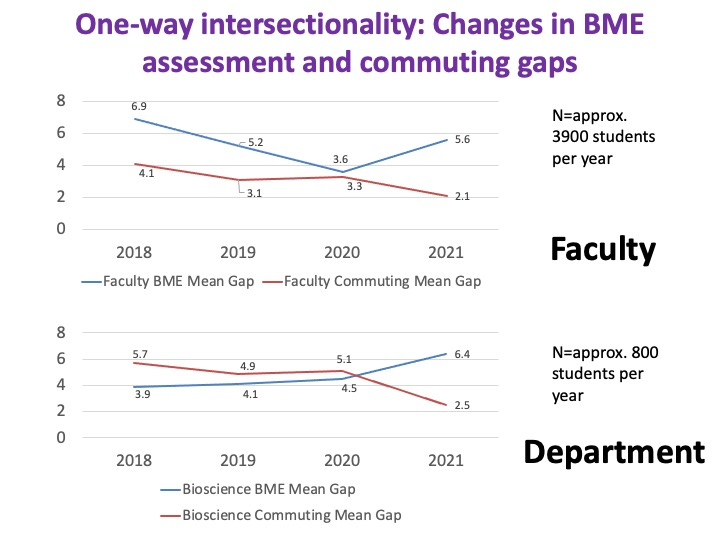 One-way intersectionality: Changes in BME
assessment and commuting gaps
8
6
4
2
0
6.9
5.2
3.6
5.6
4.1
3.1
3.3
2.1
2018 2019 2020 2021
Faculty BME Mean Gap Faculty Commuting Mean Gap
N=approx.
3900 students
per year
Faculty
8
6
4
2
0
5.7
4.9
5.1
6.4
3.9
4.1
4.5
2.5
2018 2019 2020 2021
Bioscience BME Mean Gap
Bioscience Commuting Mean Gap
N=approx. 800
students per
year
Department